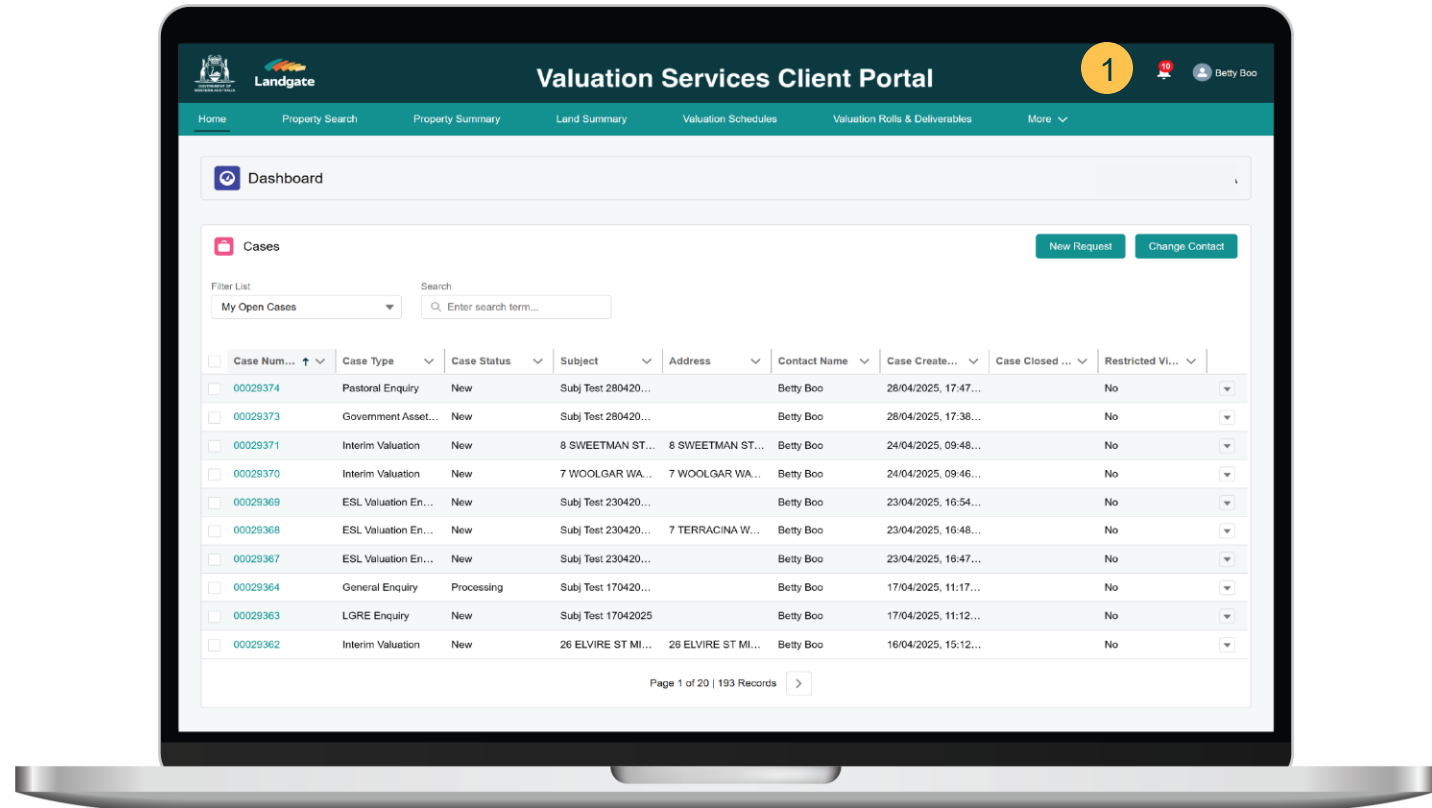 GOVERNMENT OF
WESTERN AUSTRALIA
Landgate
Valuation Services Client Portal
1
10
Betty Boo
Home Property Search Property Summary Land Summary Valuation Schedules Valuation Rolls & Deliverables More
Dashboard
Cases
New Request Change Contact
Filter List Search
My Open Cases Enter search term...
Case Num... Case Type Case Status Subject Address Contact Name Case Create... Case Closed ... Restricted Vi...
00029374 Pastoral Enquiry New Subj Test 280420... Betty Boo 28/04/2025, 17:47... No
00029373 Government Asset... New Subj Test 280420... Betty Boo 28/04/2025, 17:38... No
00029371 Interim Valuation New 8 SWEETMAN ST... 8 SWEETMAN ST... Betty Boo 24/04/2025, 09:48... No
00029370 Interim Valuation New 7 WOOLGAR WA... 7 WOOLGAR WA... Betty Boo 24/04/2025, 09:46... No
00029369 ESL Valuation En... New Subj Test 230420... Betty Boo 23/04/2025, 16:54... No
00029368 ESL Valuation En... New Subj Test 230420... 7 TERRACINA W... Betty Boo 23/04/2025, 16:48... No
00029367 ESL Valuation En... New Subj Test 230420... Betty Boo 23/04/2025, 16:47... No
00029364 General Enquiry Processing Subj Test 170420... Betty Boo 17/04/2025, 11:17... No
00029363 LGRE Enquiry New Subj Test 17042025 Betty Boo 17/04/2025, 11:12... No
00029362 Interim Valuation New 26 ELVIRE ST MI... 26 ELVIRE ST MI... Betty Boo 16/04/2025, 15:12... No
Page 1 of 20 | 193 Records